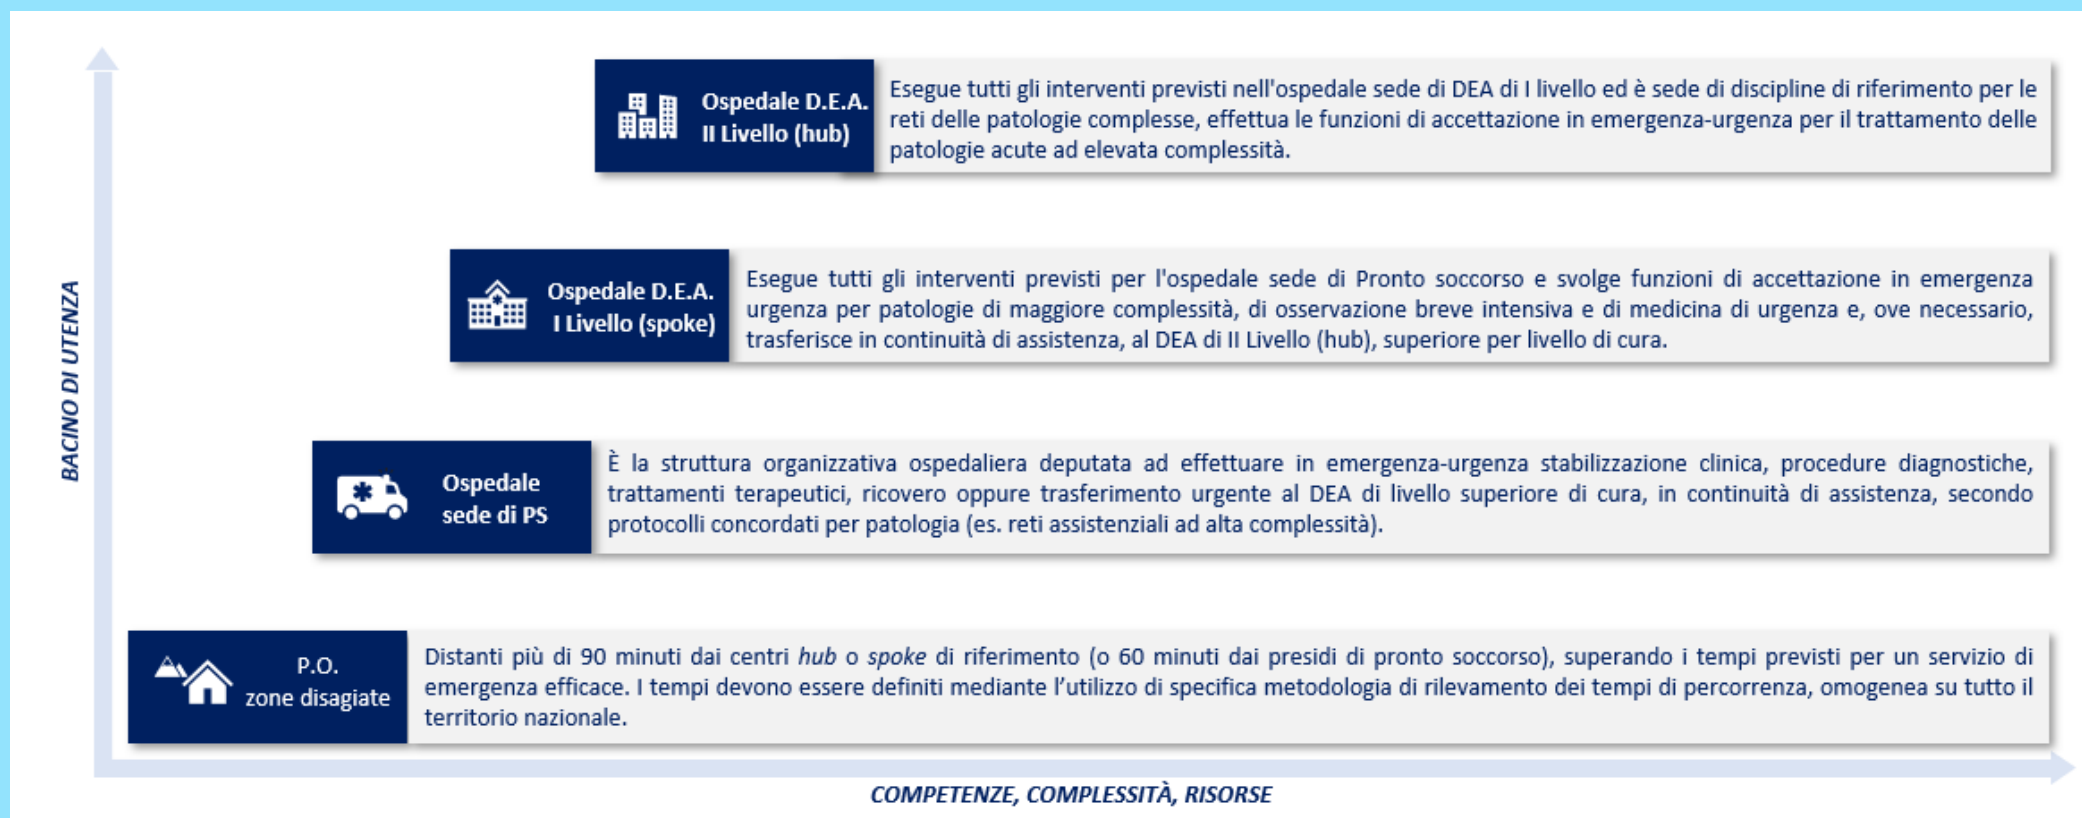 Ospedale D.E.A.
II Livello (hub)
Esegue tutti gli interventi previsti nell'ospedale sede di DEA di I livello ed è sede di discipline di riferimento per le
reti delle patologie complesse, effettua le funzioni di accettazione in emergenza-urgenza per il trattamento delle
patologie acute ad elevata complessità.
Ospedale D.E.A.
I Livello (spoke)
Esegue tutti gli interventi previsti per l'ospedale sede di Pronto soccorso e svolge funzioni di accettazione in emergenza
urgenza per patologie di maggiore complessità, di osservazione breve intensiva e di medicina di urgenza e, ove necessario,
trasferisce in continuità di assistenza, al DEA di II Livello (hub), superiore per livello di cura.
BACINO DI UTENZA
Ospedale
sede di PS
È la struttura organizzativa ospedaliera deputata ad effettuare in emergenza-urgenza stabilizzazione clinica, procedure diagnostiche,
trattamenti terapeutici, ricovero oppure trasferimento urgente al DEA di livello superiore di cura, in continuità di assistenza, secondo
protocolli concordati per patologia (es. reti assistenziali ad alta complessità).
P.O.
zone disagiate
Distanti più di 90 minuti dai centri hub o spoke di riferimento (o 60 minuti dai presidi di pronto soccorso), superando i tempi previsti per un servizio di
emergenza efficace. I tempi devono essere definiti mediante l’utilizzo di specifica metodologia di rilevamento dei tempi di percorrenza, omogenea su tutto il
territorio nazionale.
COMPETENZE, COMPLESSITÀ, RISORSE